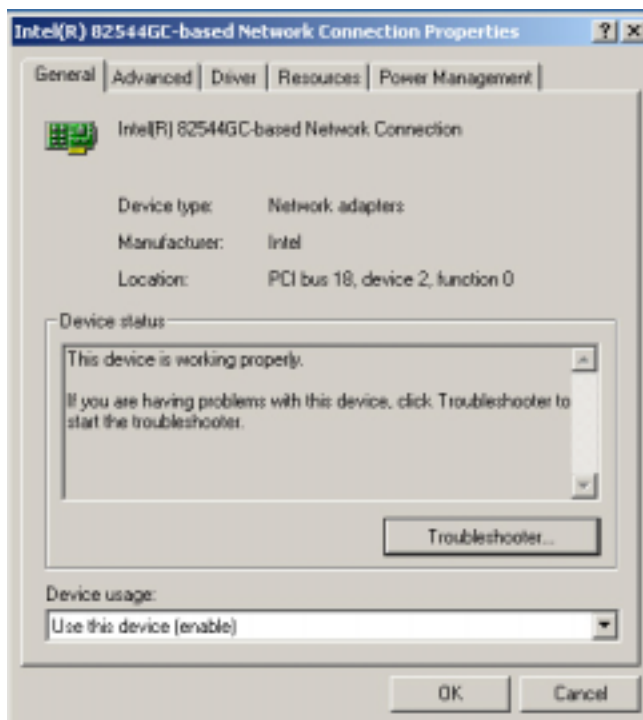 Intel(R) 82544GC-based Network Connection Properties
General Advanced Driver Resources Power Management
Intel(R) 82544GC-based Network Connection
Device type: Network adapters
Manufacturer: Intel
Location: PCI bus 18, device 2, function 0
Device status
This device is working properly.
If you are having problems with this device, click Troubleshooter to
start the troubleshooter.
Troubleshooter...
Device usage:
Use this device (enable)
OK Cancel